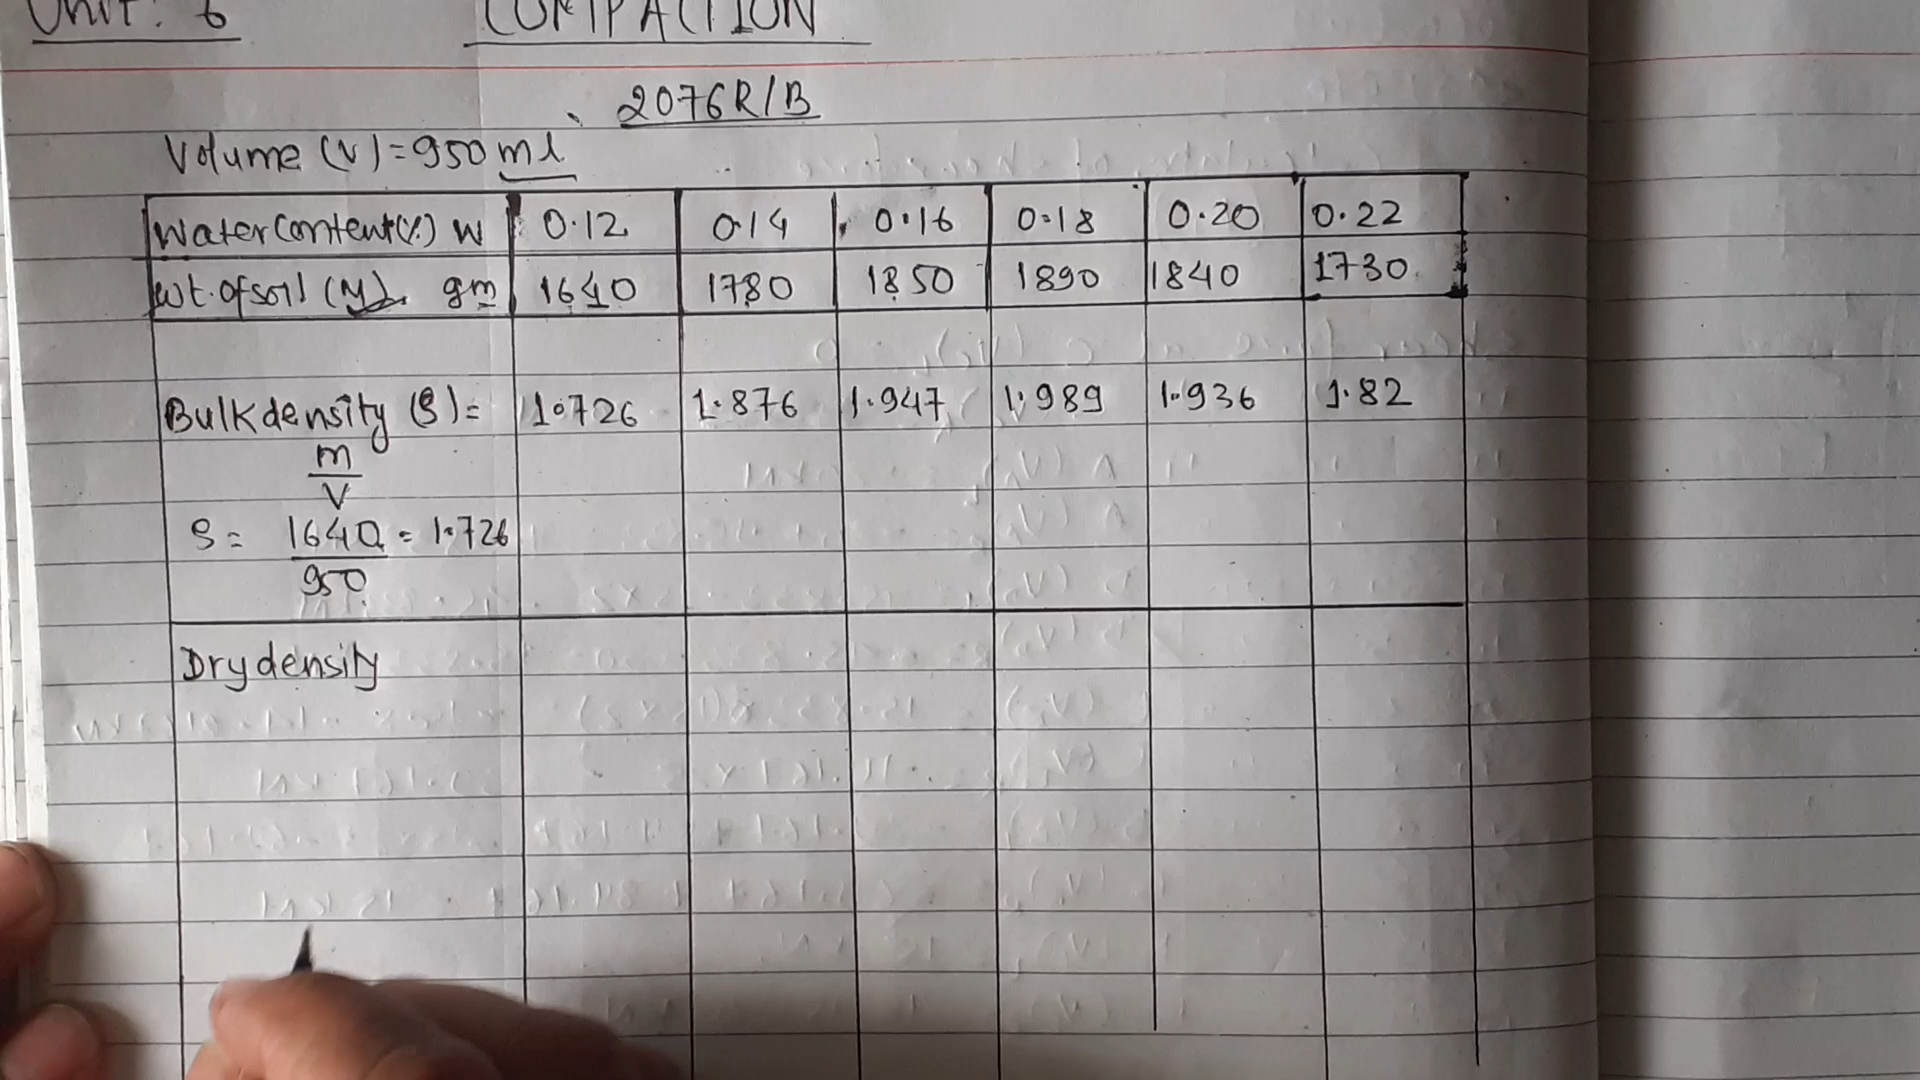 Unit: 6 COMPACTION
2076 R/B
Volume (V) = 950 ml
Water Content (%) w 0.12 0.14 0.16 0.18 0.20 0.22
Wt. of soil (M) gm 1640 1780 1850 1890 1840 1730
Bulk density (ρ) = 1.726 1.876 1.947 1.989 1.936 1.82
m
V
ρ = 1640 = 1.726
950
Dry density